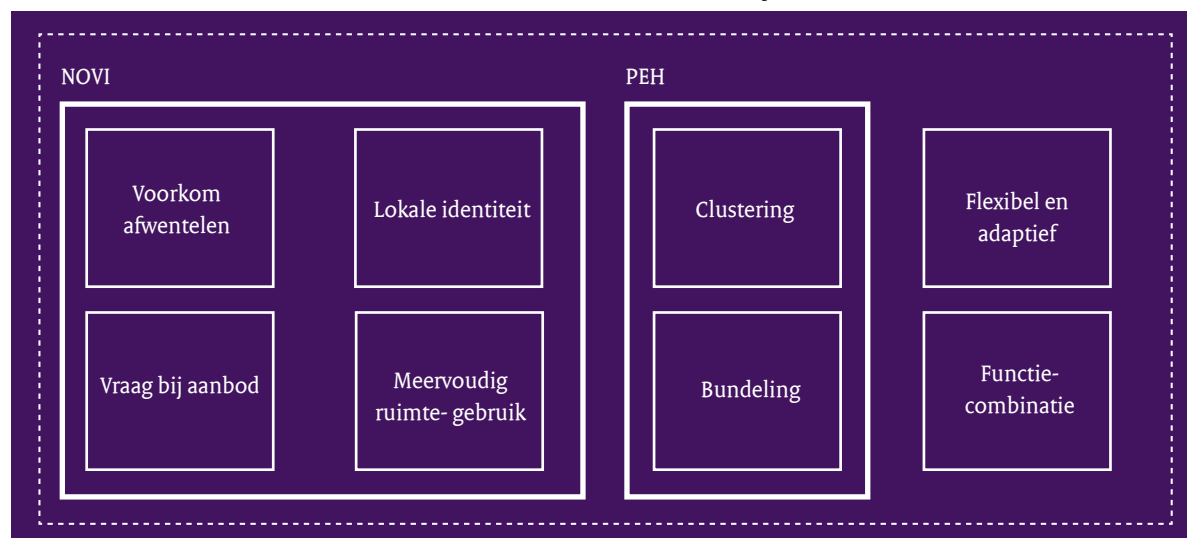 NOVI
PEH
Voorkom
afwentelen
Lokale identiteit
Clustering
Flexibel en
adaptief
Vraag bij aanbod
Meervoudig
ruimte- gebruik
Bundeling
Functie-
combinatie